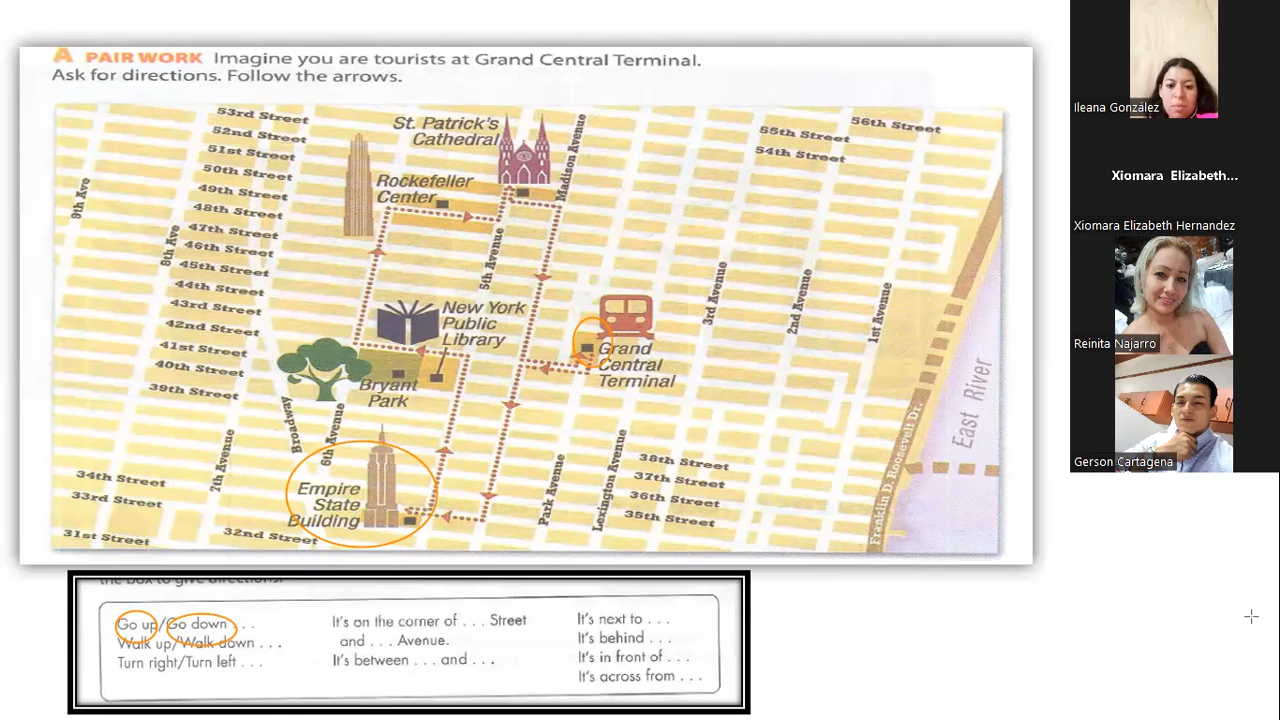 A PAIR WORK Imagine you are tourists at Grand Central Terminal.
Ask for directions. Follow the arrows.
53rd Street
52nd Street
51st Street
50th Street
49th Street
48th Street
47th Street
46th Street
45th Street
44th Street
43rd Street
42nd Street
41st Street
40th Street
39th Street
34th Street
33rd Street
31st Street
32nd Street
9th Ave
8th Ave
7th Avenue
Broadway
6th Avenue
5th Avenue
Madison Avenue
Park Avenue
Lexington Avenue
3rd Avenue
2nd Avenue
1st Avenue
56th Street
55th Street
54th Street
38th Street
37th Street
36th Street
35th Street
St. Patrick's
Cathedral
Rockefeller
Center
New York
Public
Library
Bryant
Park
Grand
Central
Terminal
Empire
State
Building
Franklin D. Roosevelt Dr.
East River
the box to give directions.
Go up/Go down . . .
Walk up/Walk down . . .
Turn right/Turn left . . .
It's on the corner of . . . Street
and . . . Avenue.
It's between . . . and . . .
It's next to . . .
It's behind . . .
It's in front of . . .
It's across from . . .
Ileana González
Xiomara Elizabeth...
Xiomara Elizabeth Hernandez
Reinita Najarro
Gerson Cartagena